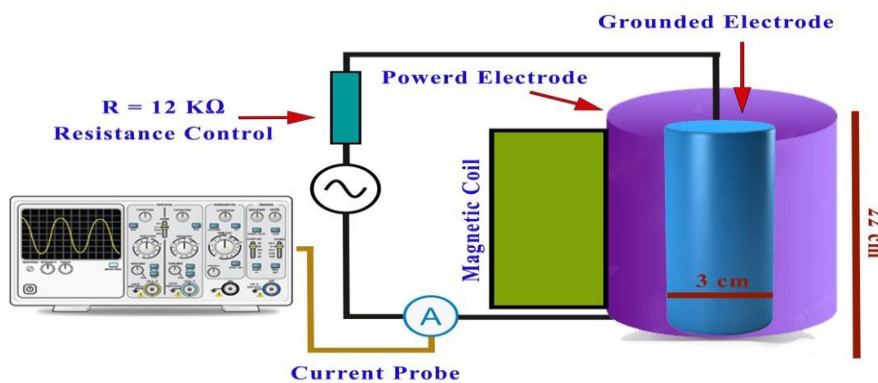 Grounded Electrode
Powerd Electrode
R = 12 KΩ
Resistance Control
Magnetic Coil
22 cm
3 cm
A
Current Probe